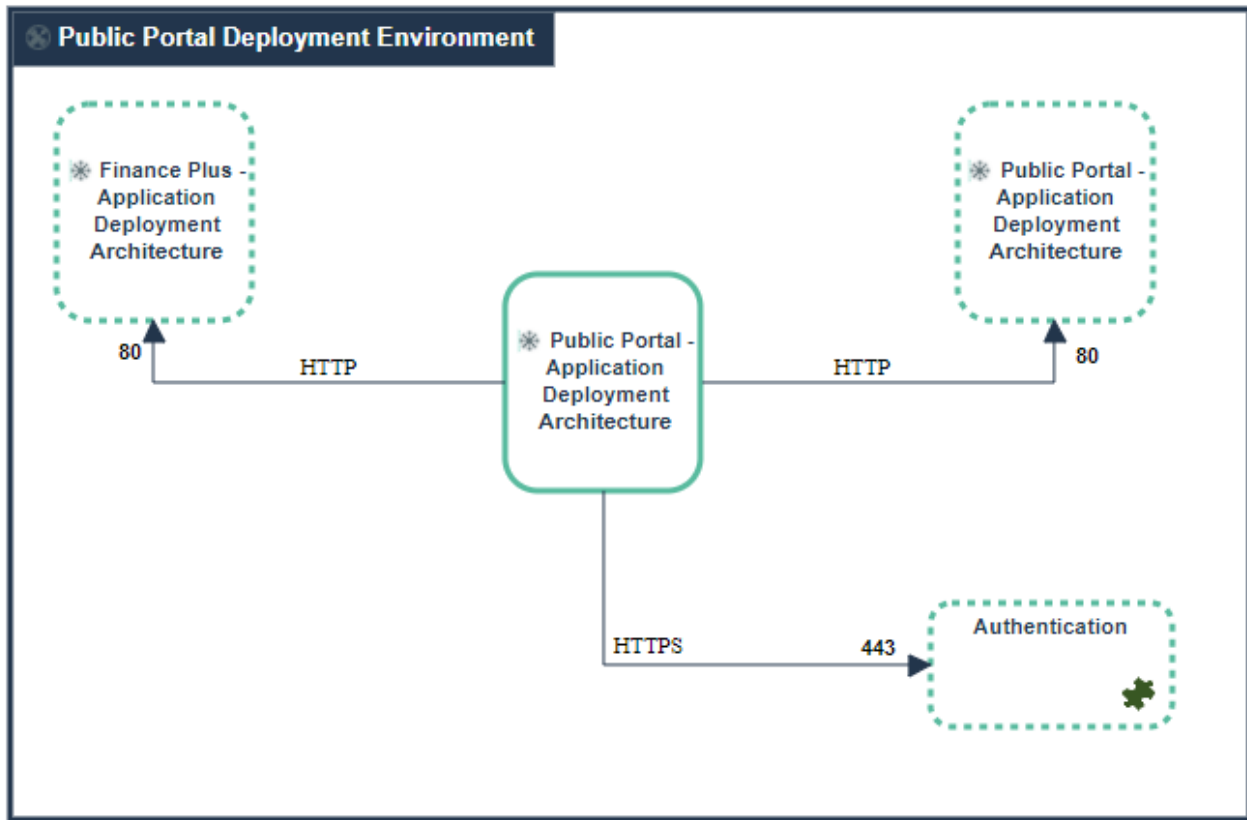 Public Portal Deployment Environment
Finance Plus -
Application
Deployment
Architecture
Public Portal -
Application
Deployment
Architecture
Public Portal -
Application
Deployment
Architecture
80
HTTP
HTTP
80
Authentication
HTTPS
443